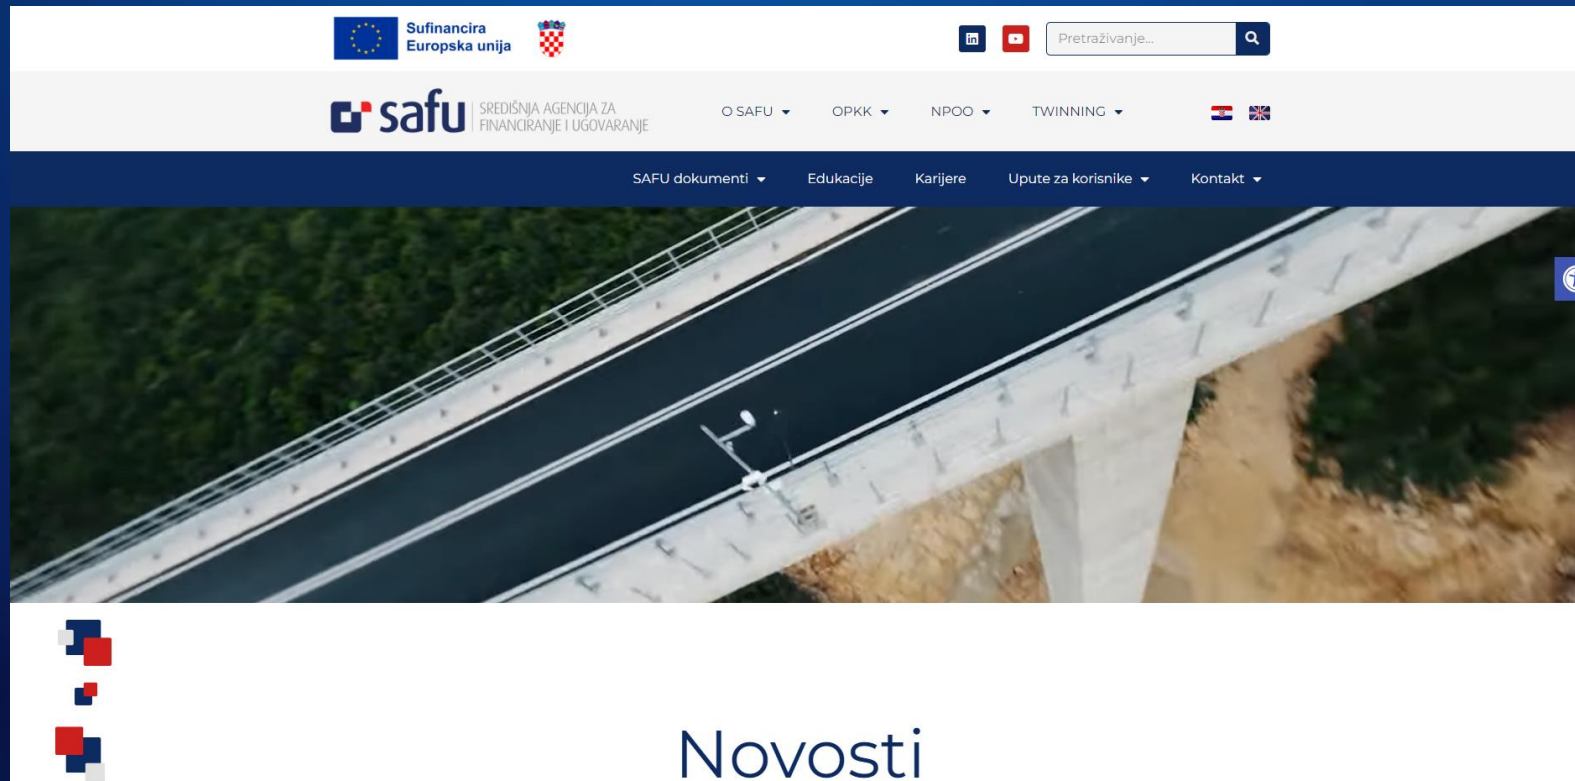 Sufinancira
Europska unija
Pretraživanje...
safu
SREDIŠNJA AGENCIJA ZA
FINANCIRANJE I UGOVARANJE
O SAFU
OPKK
NPOO
TWINNING
SAFU dokumenti
Edukacije
Karijere
Upute za korisnike
Kontakt
Novosti